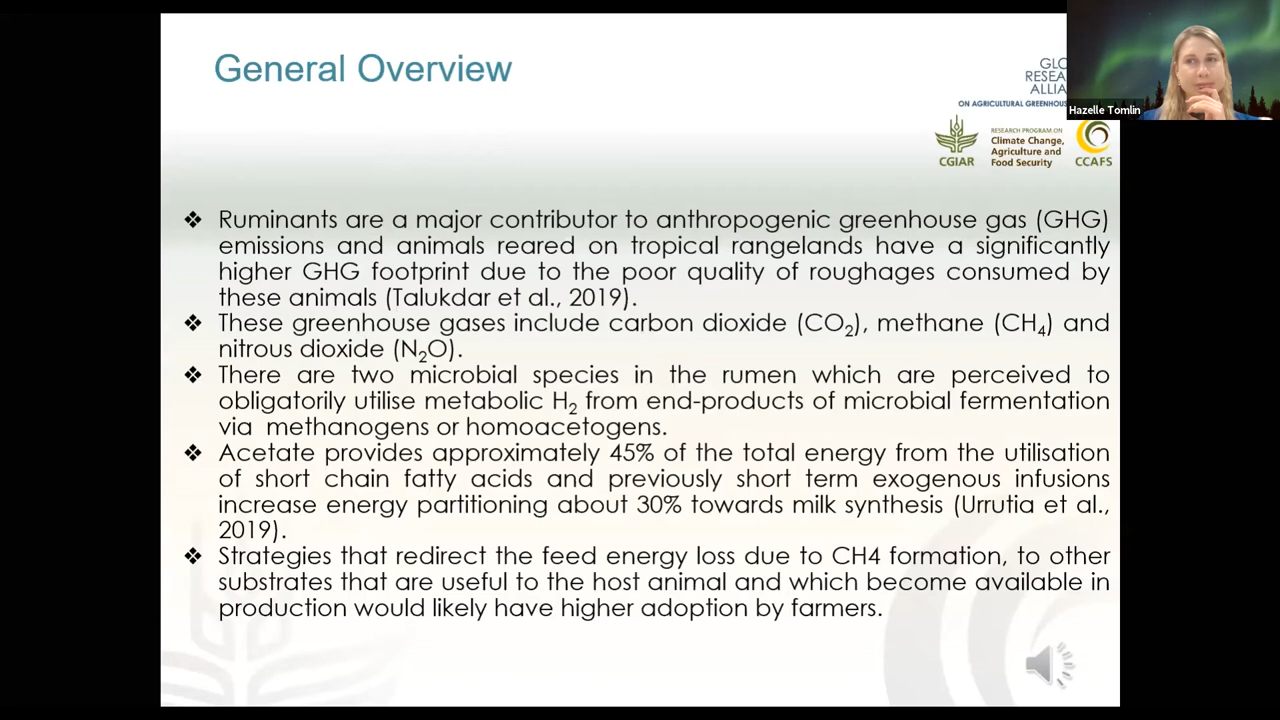 General Overview
GLO
RESEA
ALLIA
ON AGRICULTURAL GREENHOUS
Hazelle Tomlin
CGIAR
RESEARCH PROGRAM ON
Climate Change,
Agriculture and
Food Security
CCAFS
❖ Ruminants are a major contributor to anthropogenic greenhouse gas (GHG)
emissions and animals reared on tropical rangelands have a significantly
higher GHG footprint due to the poor quality of roughages consumed by
these animals (Talukdar et al., 2019).
❖ These greenhouse gases include carbon dioxide (CO₂), methane (CH₄) and
nitrous dioxide (N₂O).
❖ There are two microbial species in the rumen which are perceived to
obligatorily utilise metabolic H₂ from end-products of microbial fermentation
via methanogens or homoacetogens.
❖ Acetate provides approximately 45% of the total energy from the utilisation
of short chain fatty acids and previously short term exogenous infusions
increase energy partitioning about 30% towards milk synthesis (Urrutia et al.,
2019).
❖ Strategies that redirect the feed energy loss due to CH4 formation, to other
substrates that are useful to the host animal and which become available in
production would likely have higher adoption by farmers.